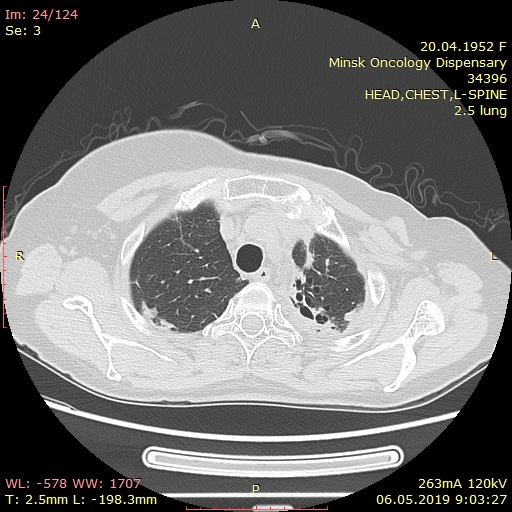 Im: 24/124
Se: 3
A
20.04.1952 F
Minsk Oncology Dispensary
34396
HEAD,CHEST,L-SPINE
2.5 lung
R
L
WL: -578 WW: 1707
T: 2.5mm L: -198.3mm
P
263mA 120kV
06.05.2019 9:03:27